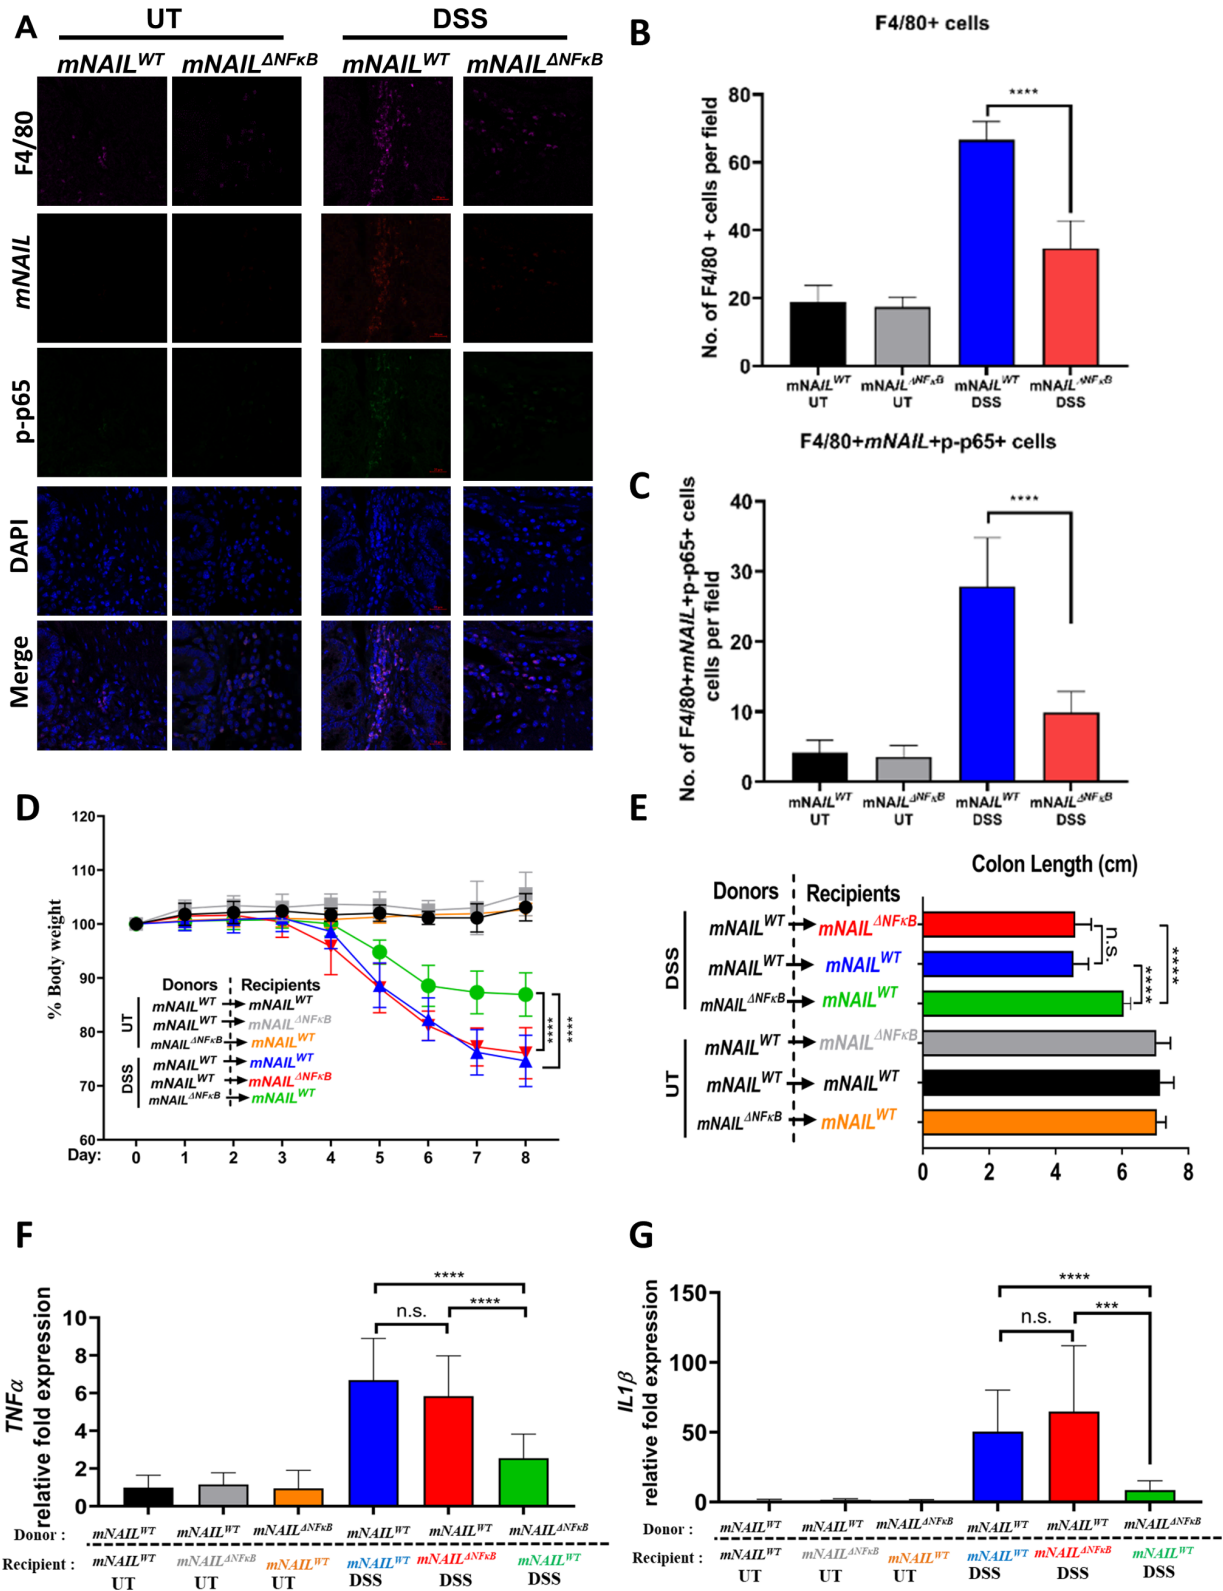 A
UT
DSS
mNAIL^WT mNAIL^ΔNFκB mNAIL^WT mNAIL^ΔNFκB
F4/80
mNAIL
p-p65
DAPI
Merge
B
F4/80+ cells
No. of F4/80 + cells per field
80
60
40
20
0
****
mNAIL^WT mNAIL^ΔNFκB mNAIL^WT mNAIL^ΔNFκB
UT UT DSS DSS
C
F4/80+mNAIL+p-p65+ cells
No. of F4/80+mNAIL+p-p65+ cells
cells per field
40
30
20
10
0
****
mNAIL^WT mNAIL^ΔNFκB mNAIL^WT mNAIL^ΔNFκB
UT UT DSS DSS
D
% Body weight
120
110
100
90
80
70
60
Day: 0 1 2 3 4 5 6 7 8
Donors Recipients
UT
mNAIL^WT mNAIL^WT
mNAIL^WT mNAIL^ΔNFκB
mNAIL^ΔNFκB mNAIL^WT
DSS
mNAIL^WT mNAIL^WT
mNAIL^WT mNAIL^ΔNFκB
mNAIL^ΔNFκB mNAIL^WT
**** ****
E
Colon Length (cm)
Donors Recipients
DSS
mNAIL^WT mNAIL^ΔNFκB
mNAIL^WT mNAIL^WT
mNAIL^ΔNFκB mNAIL^WT
UT
mNAIL^WT mNAIL^ΔNFκB
mNAIL^WT mNAIL^WT
mNAIL^ΔNFκB mNAIL^WT
n.s. **** ****
0 2 4 6 8
F
TNFα
relative fold expression
10
8
6
4
2
0
****
n.s. ****
Donor : mNAIL^WT mNAIL^WT mNAIL^ΔNFκB mNAIL^WT mNAIL^WT mNAIL^ΔNFκB
Recipient : mNAIL^WT mNAIL^ΔNFκB mNAIL^WT mNAIL^WT mNAIL^ΔNFκB mNAIL^WT
UT UT UT DSS DSS DSS
G
IL1β
relative fold expression
150
100
50
0
****
n.s. ***
Donor : mNAIL^WT mNAIL^WT mNAIL^ΔNFκB mNAIL^WT mNAIL^WT mNAIL^ΔNFκB
Recipient : mNAIL^WT mNAIL^ΔNFκB mNAIL^WT mNAIL^WT mNAIL^ΔNFκB mNAIL^WT
UT UT UT DSS DSS DSS